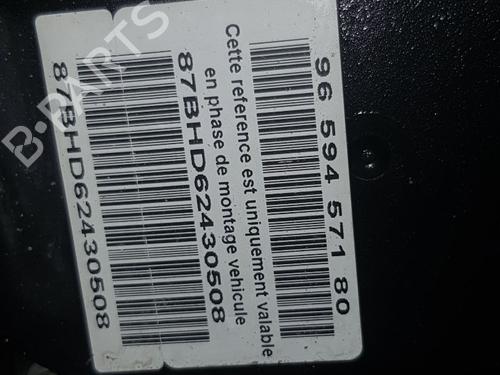 96 594 571 80
Cette reference est uniquement valable
en phase de montage vehicule
87BHD62430508
87BHD62430508
B-PARTS